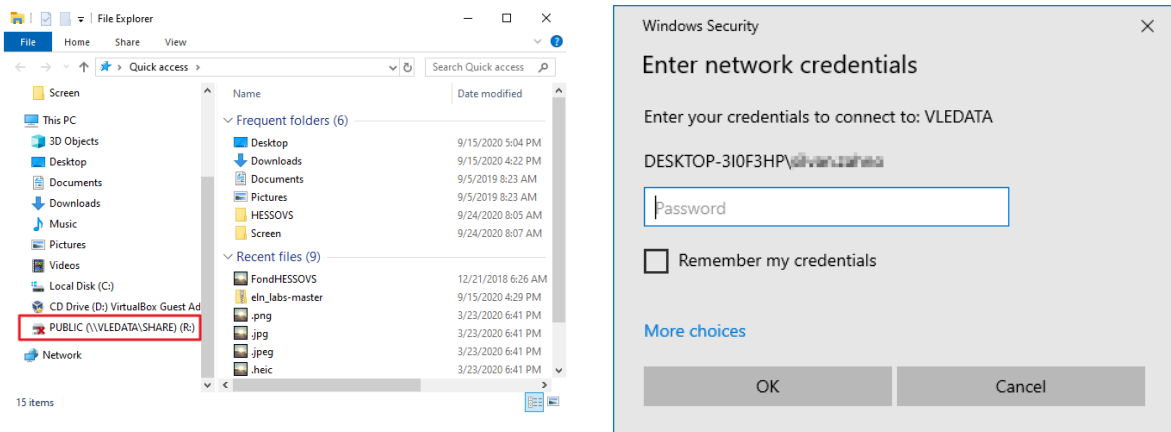 File Explorer
File Home Share View
Quick access
Search Quick access
Screen
This PC
3D Objects
Desktop
Documents
Downloads
Music
Pictures
Videos
Local Disk (C:)
CD Drive (D:) VirtualBox Guest Ad
PUBLIC (\\VLEDATA\SHARE) (R:)
Network
Name Date modified
Frequent folders (6)
Desktop 9/15/2020 5:04 PM
Downloads 9/15/2020 4:22 PM
Documents 9/5/2019 8:23 AM
Pictures 9/5/2019 8:23 AM
HESSOVS 9/24/2020 8:05 AM
Screen 9/24/2020 8:07 AM
Recent files (9)
FondHESSOVS 12/21/2018 6:26 AM
eln_labs-master 9/15/2020 4:29 PM
.png 3/23/2020 6:41 PM
.jpg 3/23/2020 6:41 PM
.jpeg 3/23/2020 6:41 PM
.heic 3/23/2020 6:41 PM
15 items
Windows Security
Enter network credentials
Enter your credentials to connect to: VLEDATA
DESKTOP-3I0F3HP\
Password
Remember my credentials
More choices
OK Cancel